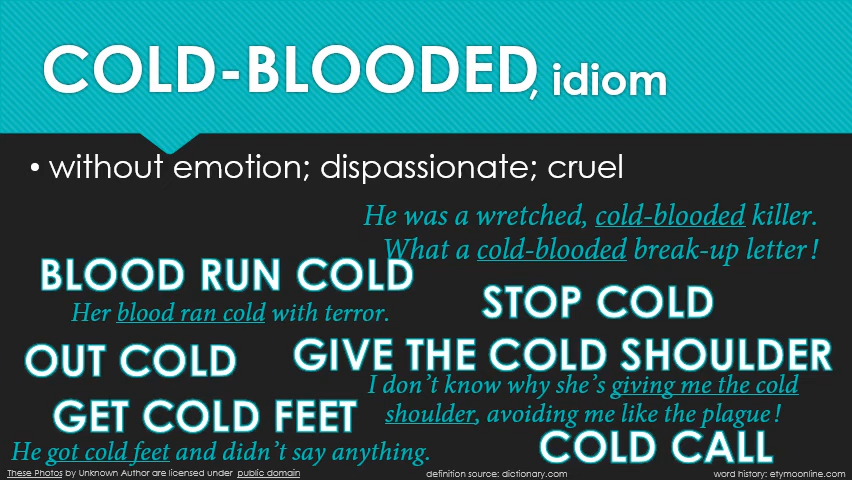 COLD-BLOODED, idiom
• without emotion; dispassionate; cruel
He was a wretched, cold-blooded killer.
What a cold-blooded break-up letter!
BLOOD RUN COLD
Her blood ran cold with terror.
STOP COLD
OUT COLD
GIVE THE COLD SHOULDER
I don’t know why she’s giving me the cold
shoulder, avoiding me like the plague!
GET COLD FEET
He got cold feet and didn’t say anything.
COLD CALL
These Photos by Unknown Author are licensed under public domain
definition source: dictionary.com
word history: etymoonline.com